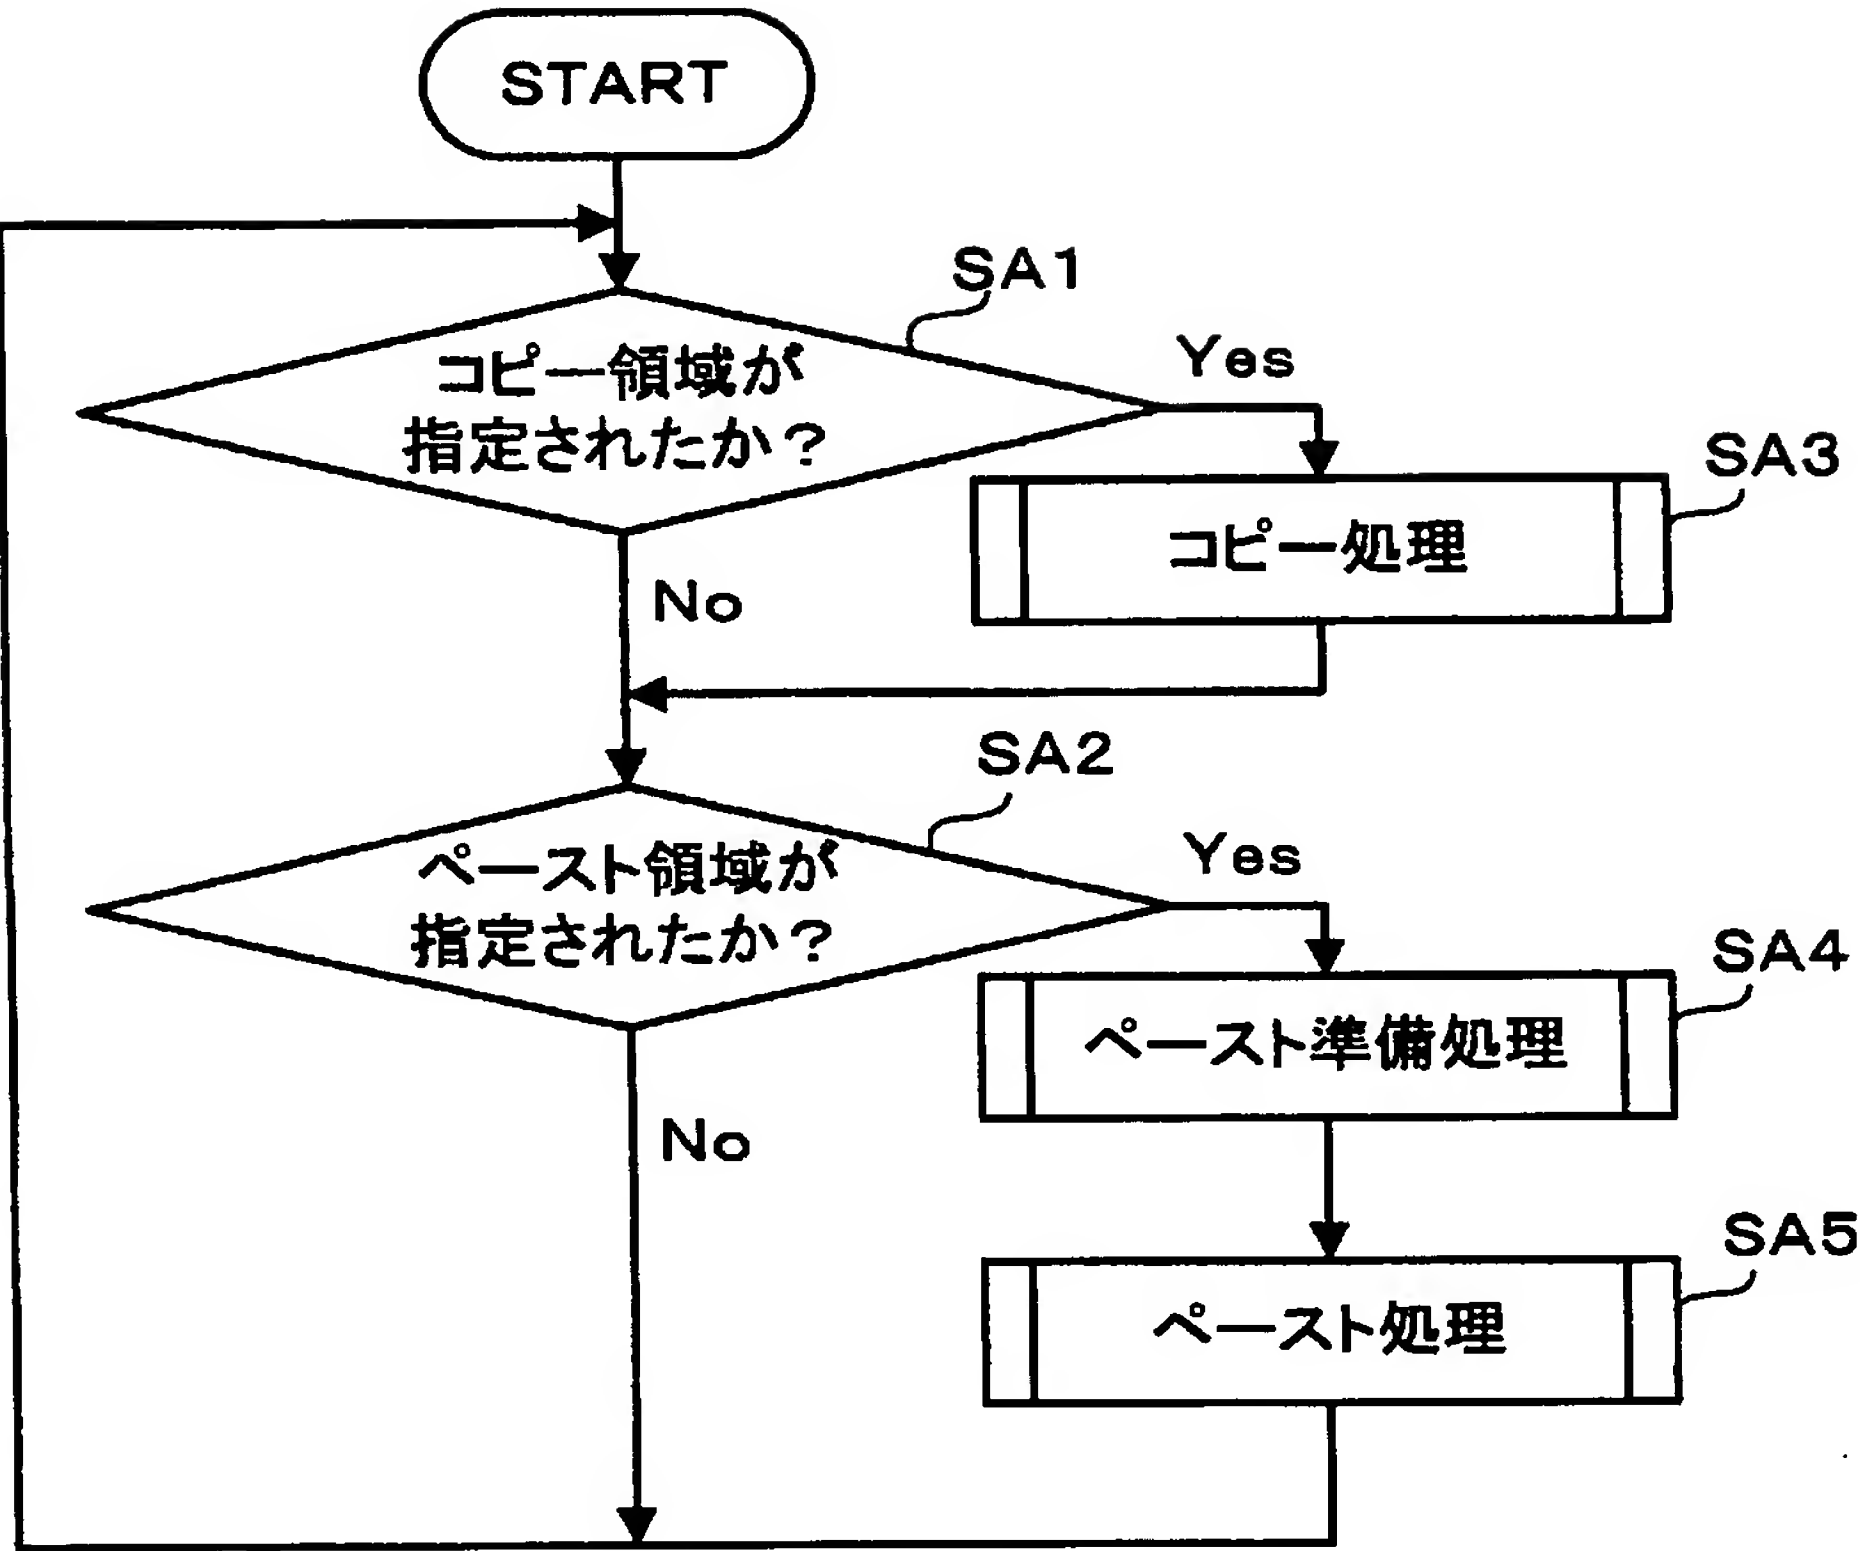 START
SA1
コピー領域が
指定されたか？
Yes
SA3
コピー処理
No
SA2
ペースト領域が
指定されたか？
Yes
SA4
ペースト準備処理
No
SA5
ペースト処理